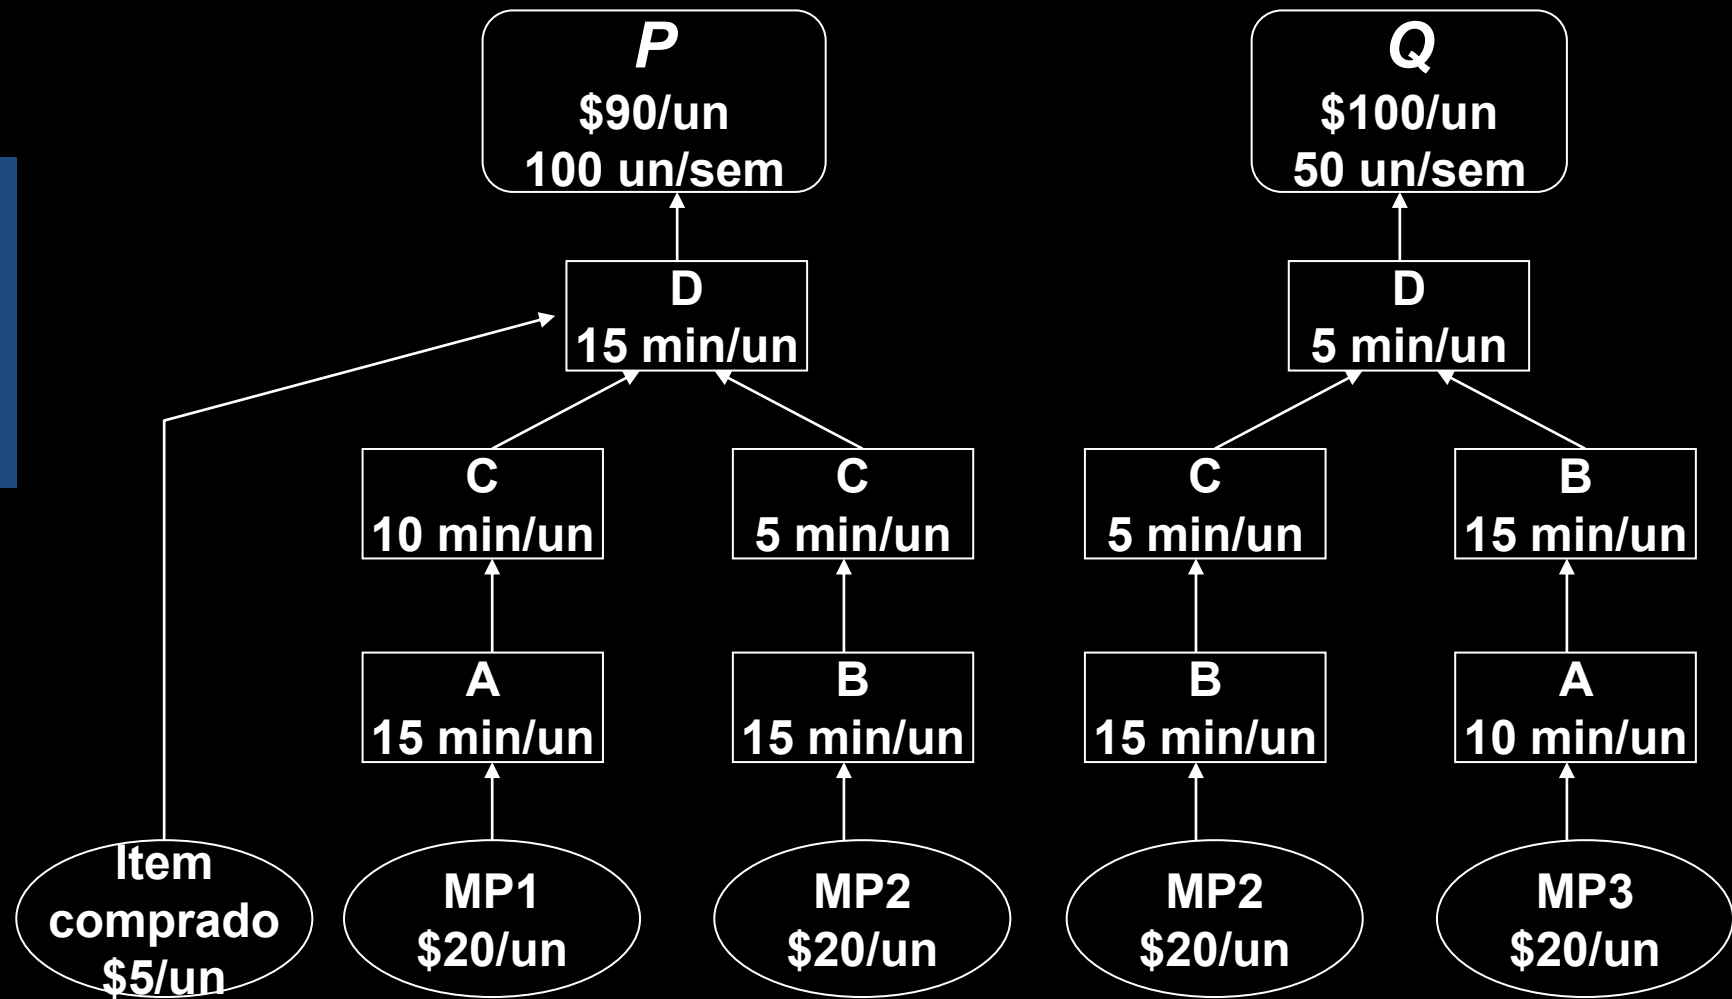 P
$90/un
100 un/sem
Q
$100/un
50 un/sem
D
15 min/un
D
5 min/un
C
10 min/un
C
5 min/un
C
5 min/un
B
15 min/un
A
15 min/un
B
15 min/un
B
15 min/un
A
10 min/un
Item
comprado
$5/un
MP1
$20/un
MP2
$20/un
MP2
$20/un
MP3
$20/un